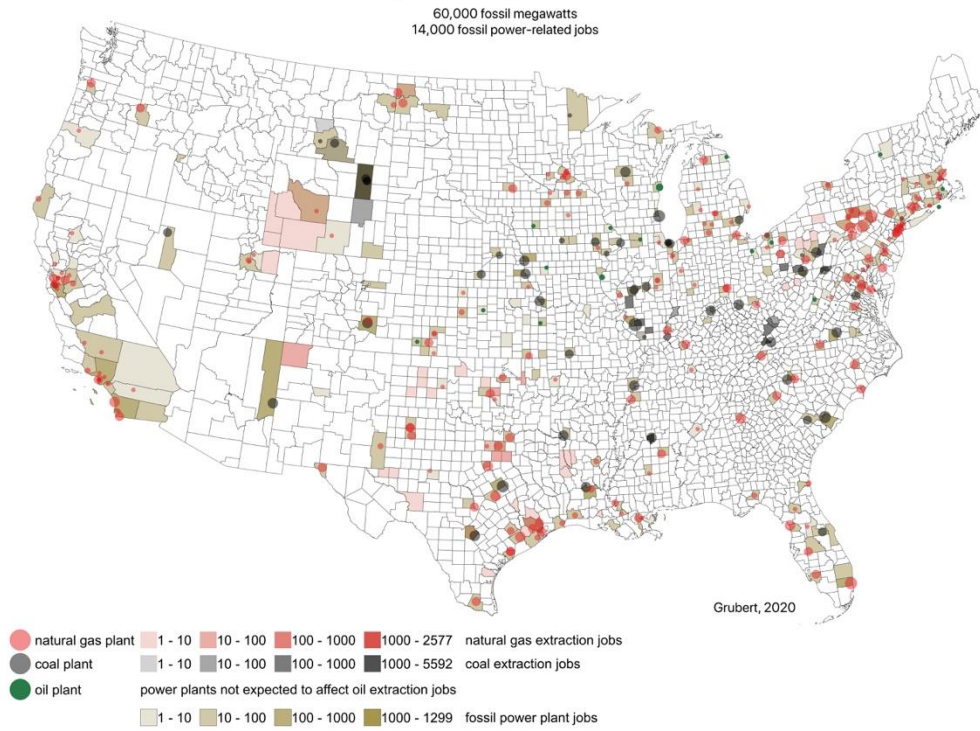 60,000 fossil megawatts
14,000 fossil power-related jobs
Grubert, 2020
natural gas plant 1 - 10 10 - 100 100 - 1000 1000 - 2577 natural gas extraction jobs
coal plant 1 - 10 10 - 100 100 - 1000 1000 - 5592 coal extraction jobs
oil plant power plants not expected to affect oil extraction jobs
1 - 10 10 - 100 100 - 1000 1000 - 1299 fossil power plant jobs